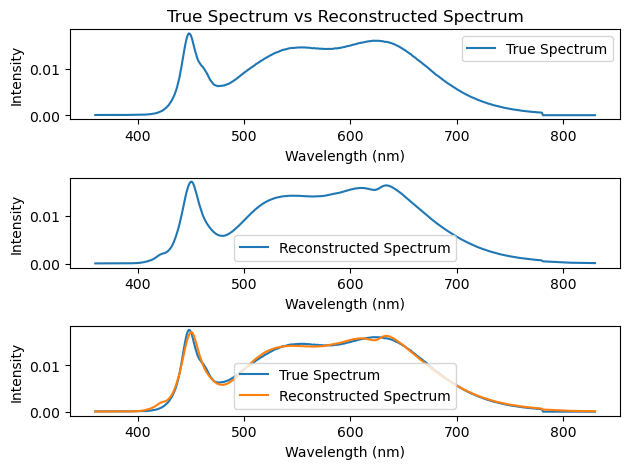 True Spectrum vs Reconstructed Spectrum
Intensity
0.01
0.00
True Spectrum
400 500 600 700 800
Wavelength (nm)
Intensity
0.01
0.00
Reconstructed Spectrum
400 500 600 700 800
Wavelength (nm)
Intensity
0.01
0.00
True Spectrum
Reconstructed Spectrum
400 500 600 700 800
Wavelength (nm)